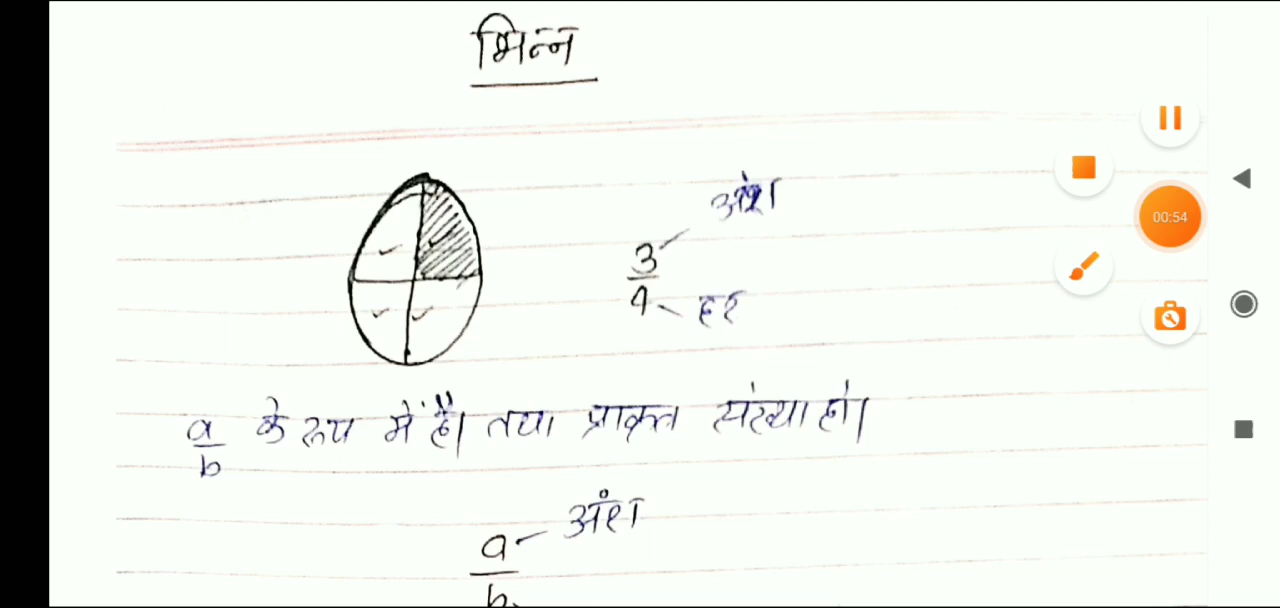 भिन्न
अंश
3
4
हर
00:54
a/b के रूप में हैं। तथा प्राकृत संख्या हो।
अंश
a
b